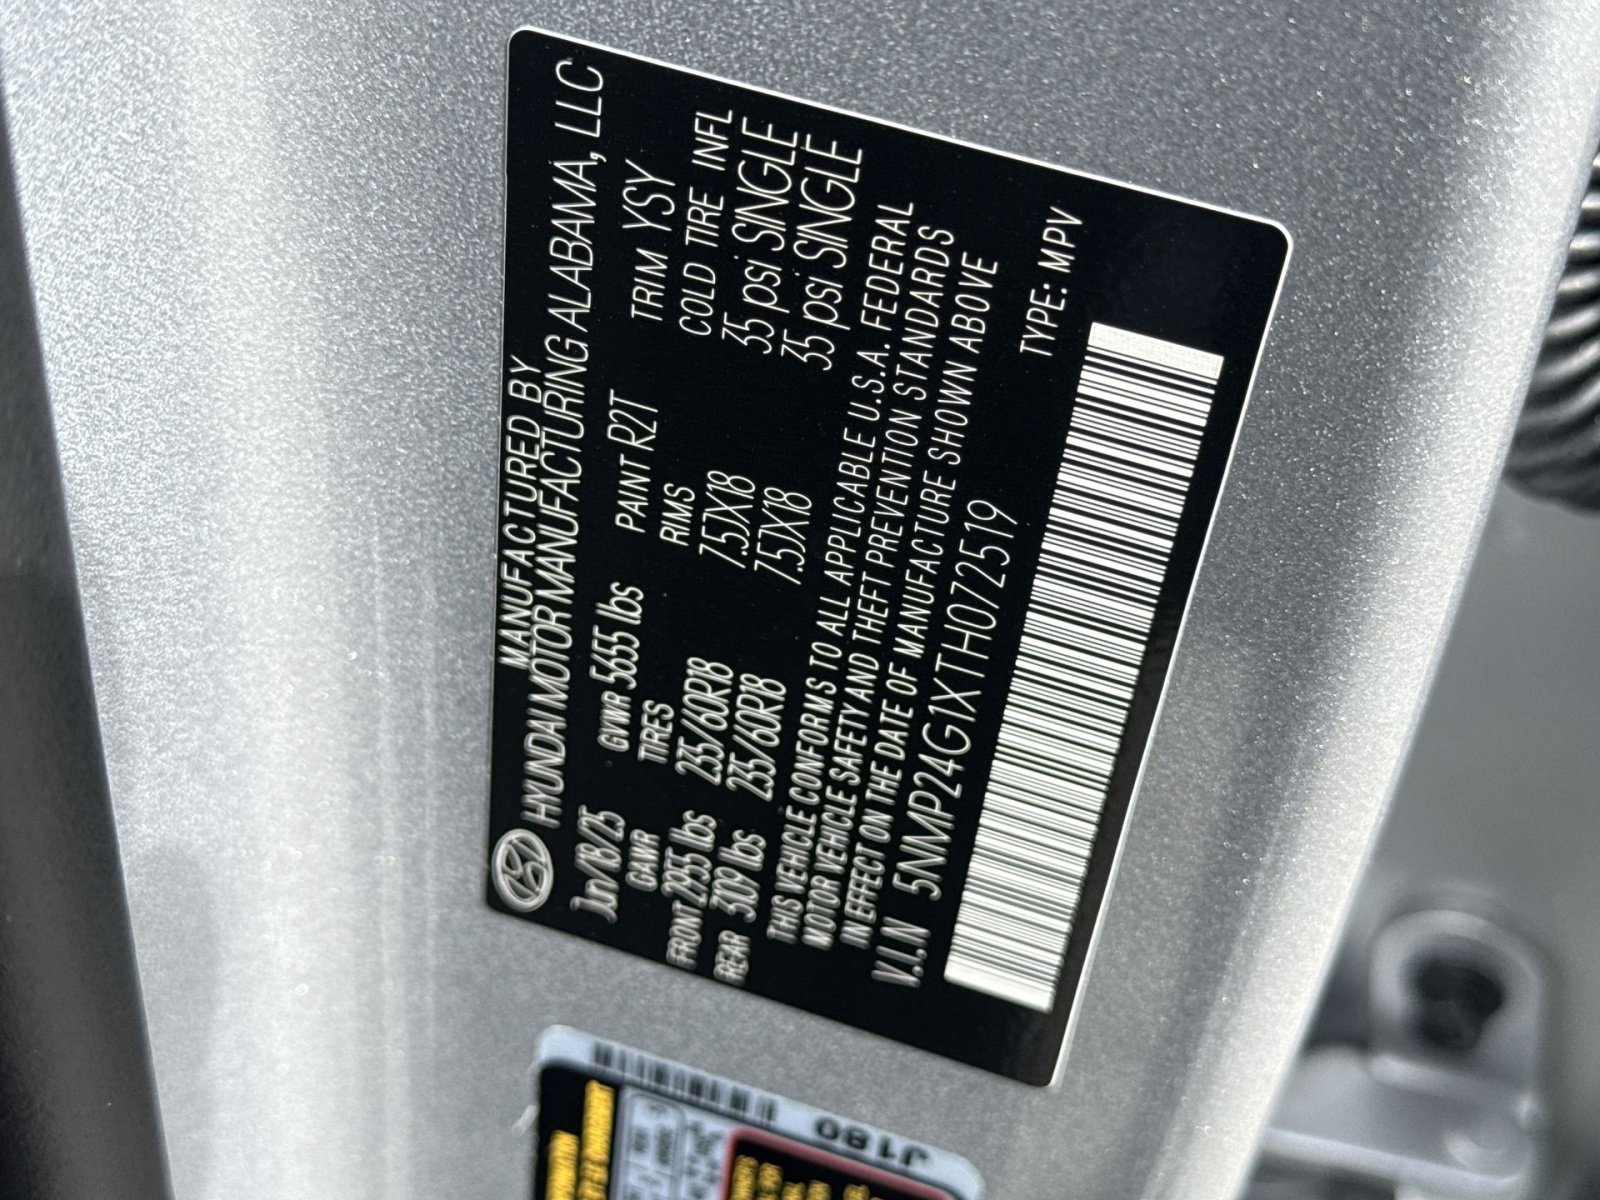 MANUFACTURED BY
HYUNDAI MOTOR MANUFACTURING ALABAMA, LLC
Jun/18/25 GVWR 5655 lbs PAINT R2T TRIM YSY
GAWR TIRES RIMS COLD TIRE INFL
FRONT 2955 lbs 235/60R18 7.5JX18 35 psi SINGLE
REAR 3109 lbs 235/60R18 7.5JX18 35 psi SINGLE
THIS VEHICLE CONFORMS TO ALL APPLICABLE U.S.A. FEDERAL
MOTOR VEHICLE SAFETY AND THEFT PREVENTION STANDARDS
IN EFFECT ON THE DATE OF MANUFACTURE SHOWN ABOVE
V.I.N 5NMP24G1XTH072519 TYPE: MPV
J180